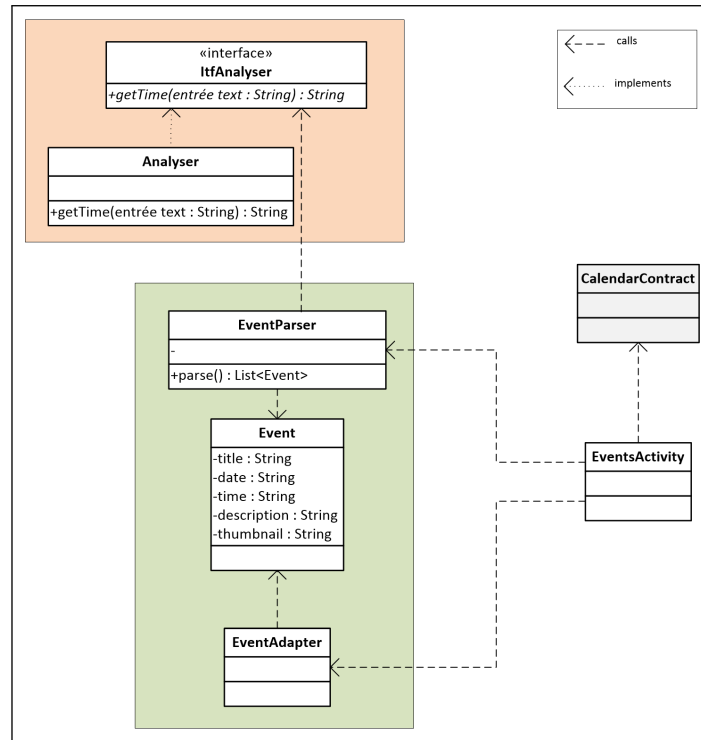 «interface»
ItfAnalyser
+getTime(entrée text : String) : String
calls
implements
Analyser
+getTime(entrée text : String) : String
CalendarContract
EventParser
-
+parse() : List<Event>
Event
-title : String
-date : String
-time : String
-description : String
-thumbnail : String
EventsActivity
EventAdapter